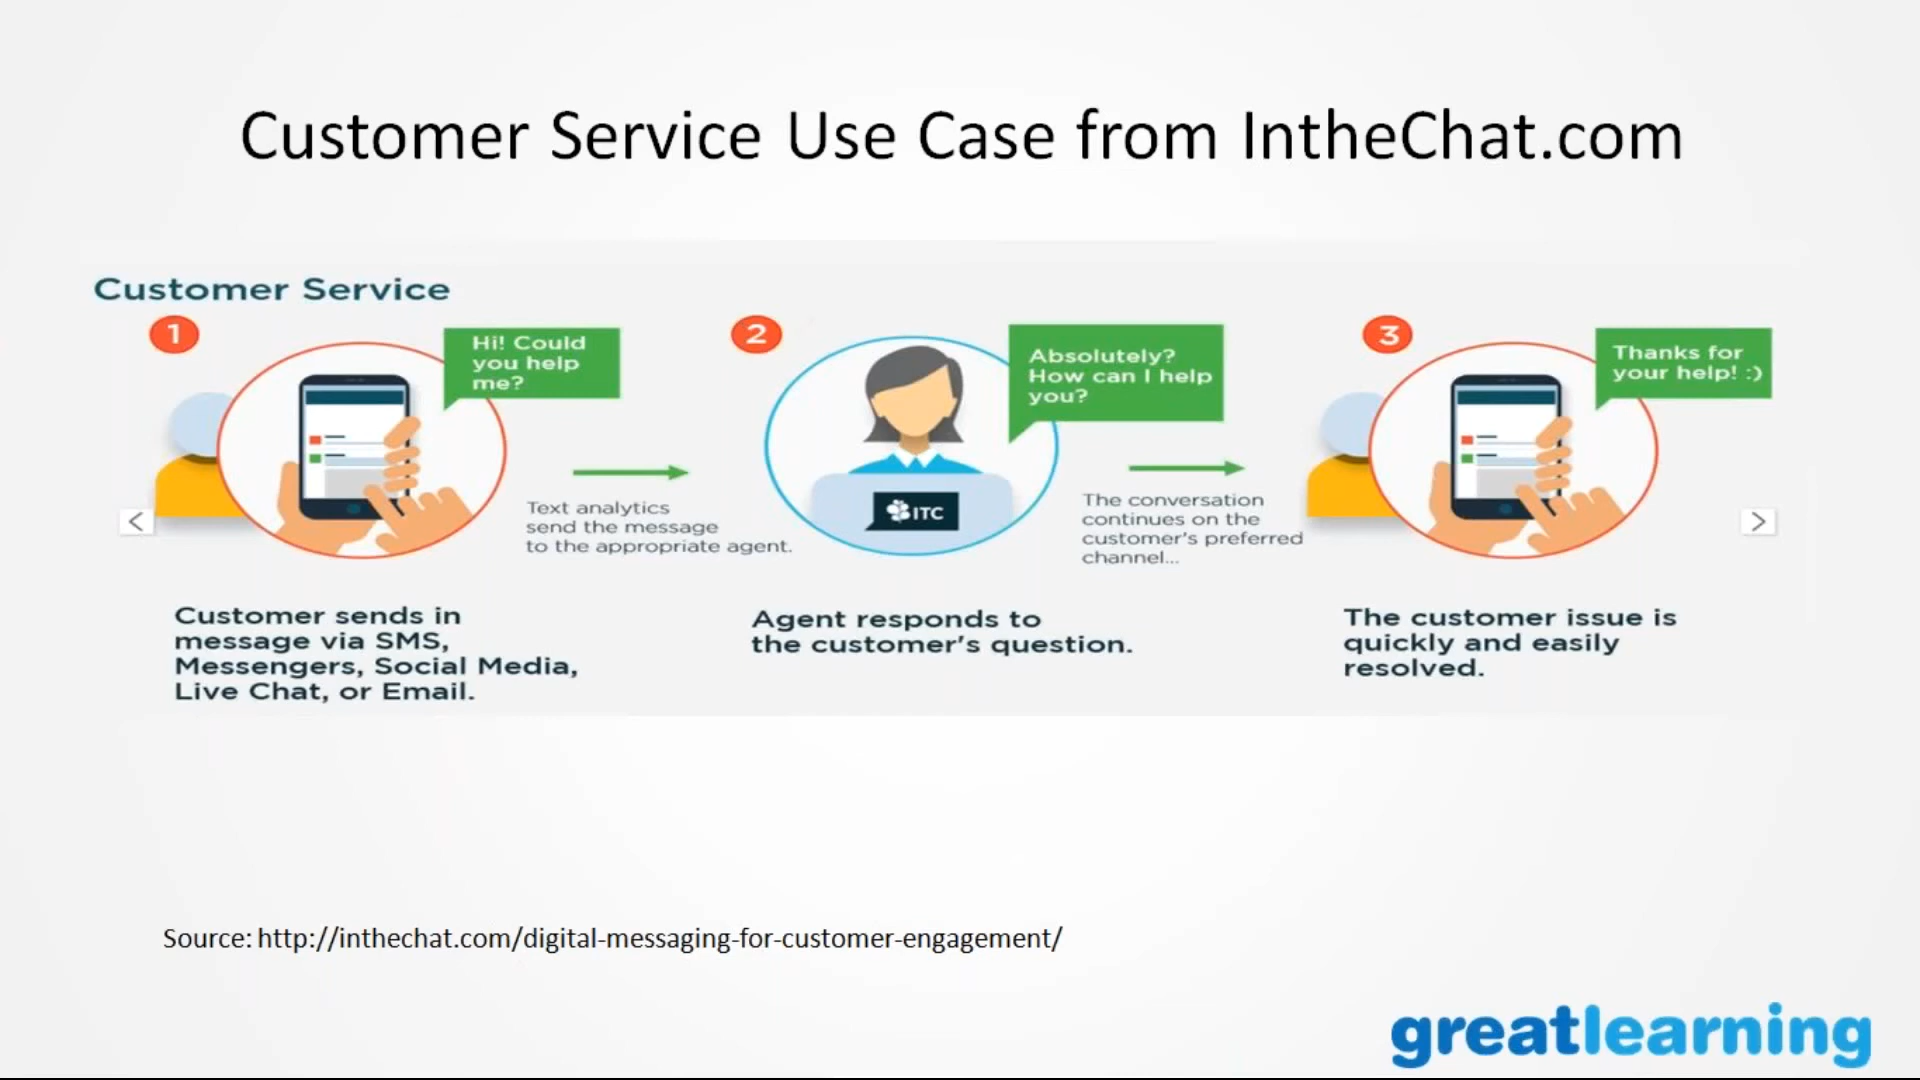 Customer Service Use Case from IntheChat.com
Customer Service
1
Hi! Could
you help
me?
Text analytics
send the message
to the appropriate agent.
Customer sends in
message via SMS,
Messengers, Social Media,
Live Chat, or Email.
2
Absolutely?
How can I help
you?
ITC
The conversation
continues on the
customer's preferred
channel...
Agent responds to
the customer's question.
3
Thanks for
your help! :)
The customer issue is
quickly and easily
resolved.
Source: http://inthechat.com/digital-messaging-for-customer-engagement/
greatlearning